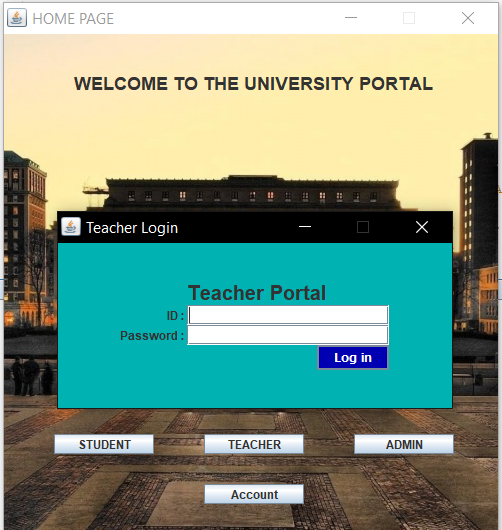 HOME PAGE
WELCOME TO THE UNIVERSITY PORTAL
Teacher Login
Teacher Portal
ID :
Password :
Log in
STUDENT TEACHER ADMIN
Account